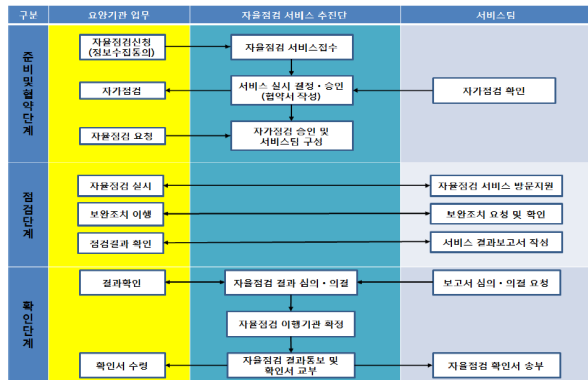 구분
요양기관 업무
자율점검 서비스 추진단
서비스팀
준비및협약단계
자율점검신청
(정보수집동의)
자율점검 서비스접수
자가점검
서비스 실시 결정·승인
(협약서 작성)
자가점검 확인
자율점검 요청
자가점검 승인 및
서비스팀 구성
점검단계
자율점검 실시
자율점검 서비스 방문지원
보완조치 이행
보완조치 요청 및 확인
점검결과 확인
서비스 결과보고서 작성
확인단계
결과확인
자율점검 결과 심의·의결
보고서 심의·의결 요청
자율점검 이행기관 확정
확인서 수령
자율점검 결과통보 및
확인서 교부
자율점검 확인서 송부